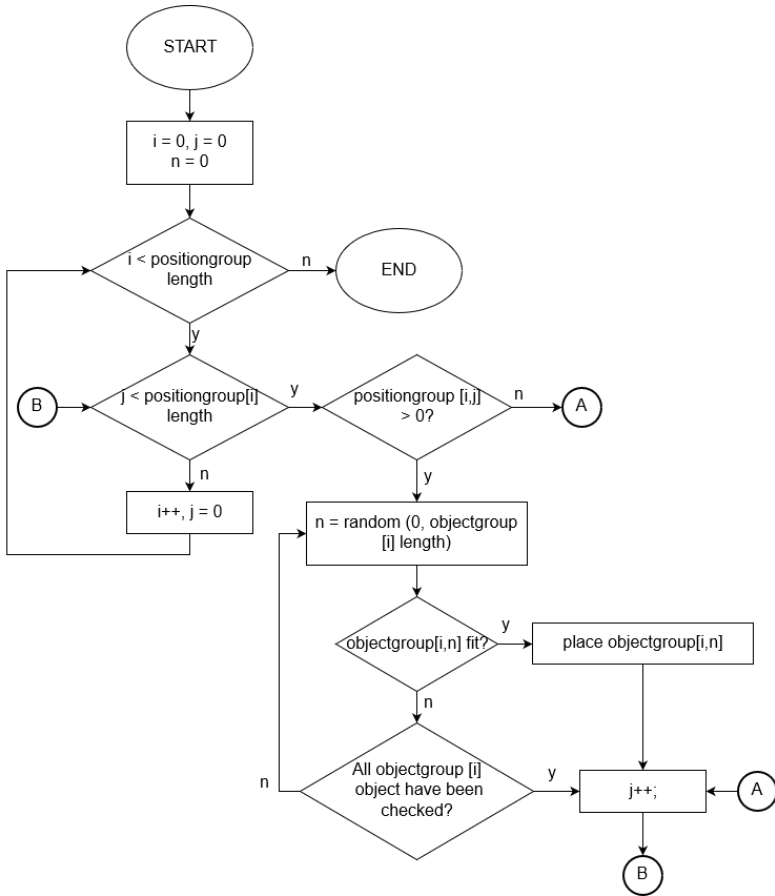 START
i = 0, j = 0
n = 0
i < positiongroup
length
n
END
y
B
j < positiongroup[i]
length
y
positiongroup [i,j]
> 0?
n
A
n
y
i++, j = 0
n = random (0, objectgroup
[i] length)
objectgroup[i,n] fit?
y
place objectgroup[i,n]
n
All objectgroup [i]
object have been
checked?
n
y
j++;
A
B